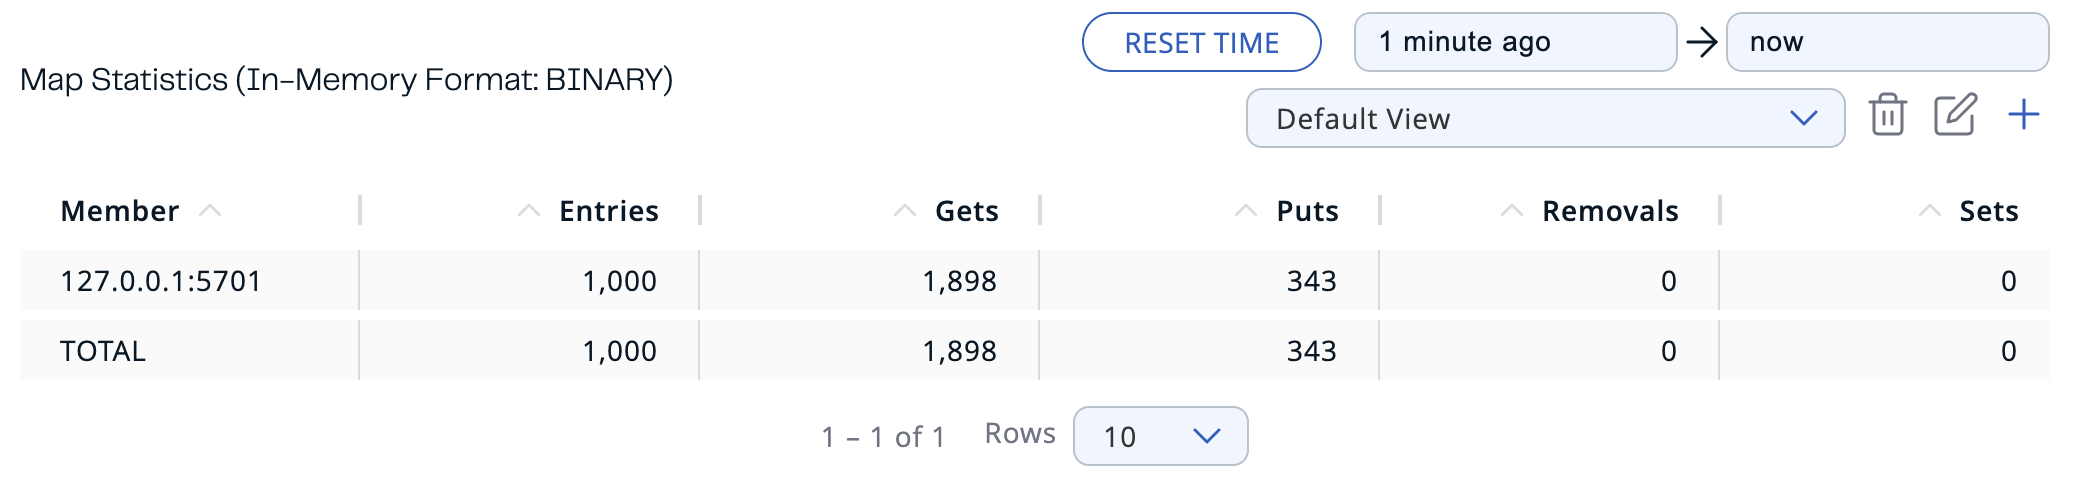 RESET TIME 1 minute ago → now
Map Statistics (In-Memory Format: BINARY)
Default View
Member Entries Gets Puts Removals Sets
127.0.0.1:5701 1,000 1,898 343 0 0
TOTAL 1,000 1,898 343 0 0
1 – 1 of 1 Rows 10